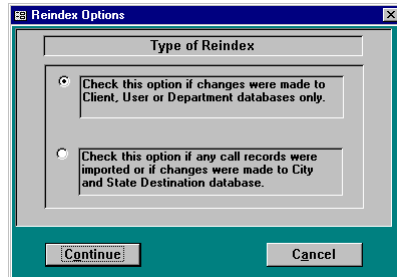 Reindex Options
Type of Reindex
Check this option if changes were made to
Client, User or Department databases only.
Check this option if any call records were
imported or if changes were made to City
and State Destination database.
Continue
Cancel